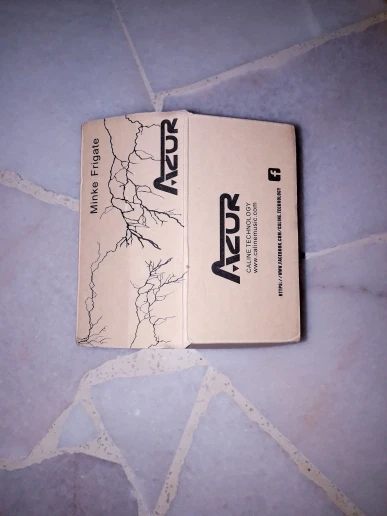 Minke Frigate
AZUR
AZUR
CALINE TECHNOLOGY
www.calinemusic.com
f
HTTPS://WWW.FACEBOOK.COM/CALINE.TECHNOLOGY